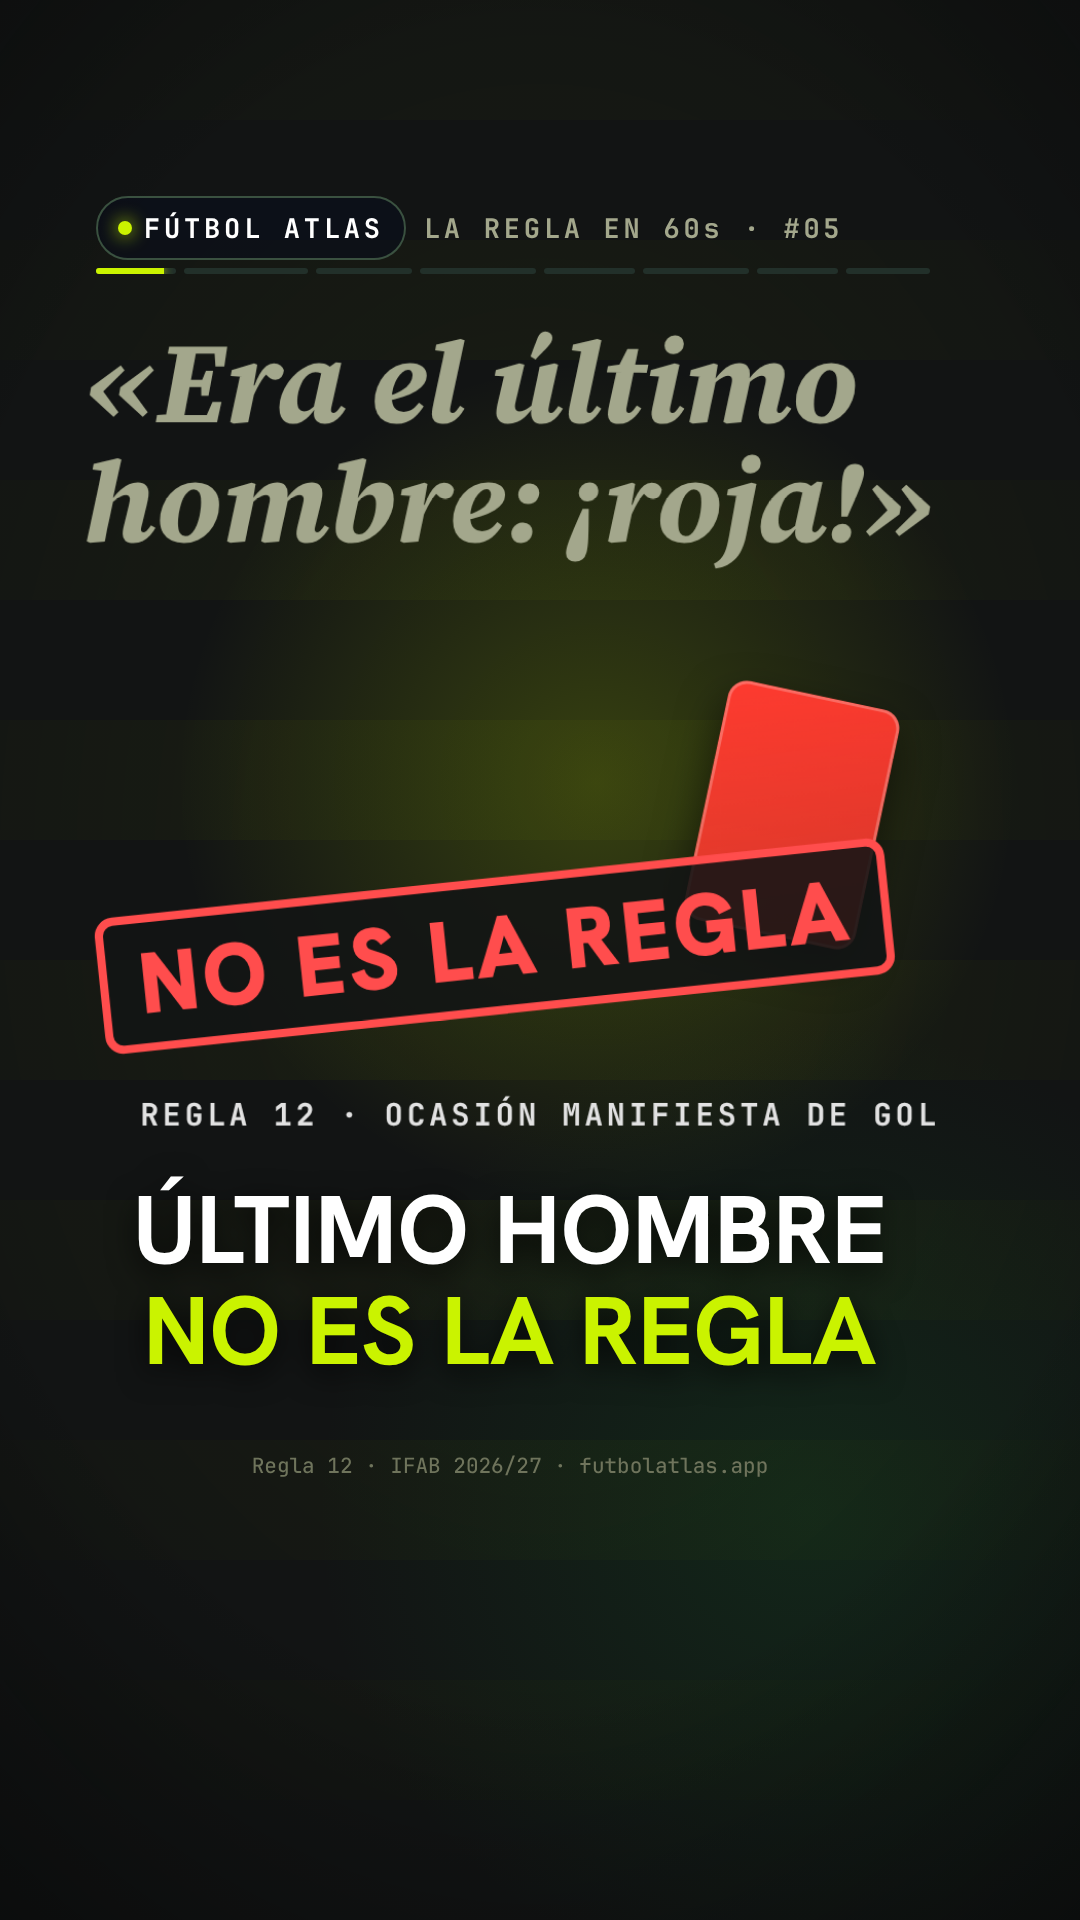 FÚTBOL ATLAS LA REGLA EN 60s · #05
«Era el último
hombre: ¡roja!»
NO ES LA REGLA
REGLA 12 · OCASIÓN MANIFIESTA DE GOL
ÚLTIMO HOMBRE
NO ES LA REGLA
Regla 12 · IFAB 2026/27 · futbolatlas.app